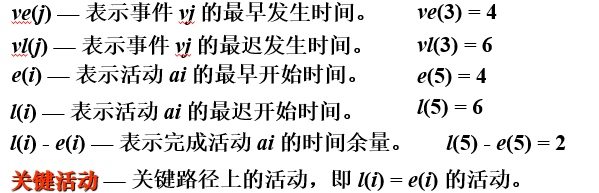 ve(j) — 表示事件 vj 的最早发生时间。 ve(3) = 4
vl(j) — 表示事件 vj 的最迟发生时间。 vl(3) = 6
e(i) — 表示活动 ai 的最早开始时间。 e(5) = 4
l(i) — 表示活动 ai 的最迟开始时间。 l(5) = 6
l(i) - e(i) — 表示完成活动 ai 的时间余量。 l(5) - e(5) = 2
关键活动 — 关键路径上的活动，即 l(i) = e(i) 的活动。